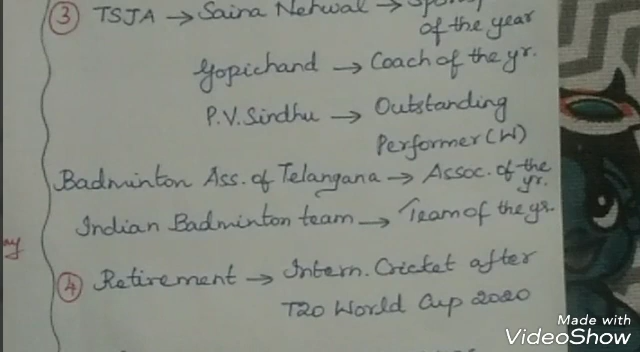 ③ TSJA → Saina Nehwal →
of the year
Gopichand → Coach of the yr.
P.V. Sindhu → Outstanding
Performer (W)
Badminton Ass. of Telangana → Assoc. of the
yr.
Indian Badminton team → Team of the yr.
④ Retirement → Intern. Cricket after
T20 World Cup 2020
Made with
VideoShow